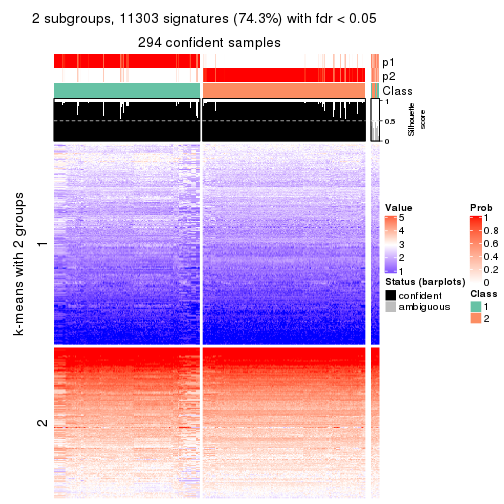 2 subgroups, 11303 signatures (74.3%) with fdr < 0.05
294 confident samples
p1
p2
Class
1
0.5
0
Silhouette
score
k-means with 2 groups
1
2
Value
5
4
3
2
1
Status (barplots)
confident
ambiguous
Prob
1
0.8
0.6
0.4
0.2
0
Class
1
2